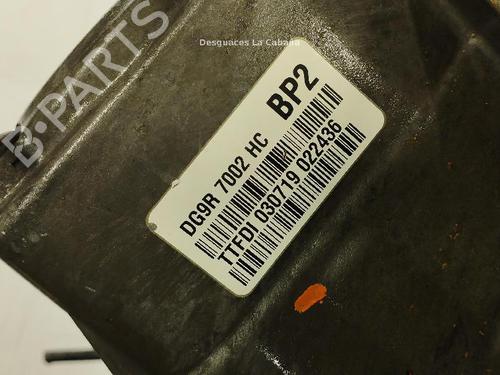 Desguaces La Cabaña
B-PARTS
DG9R 7002 HC
BP2
TTFDI 030719 022436